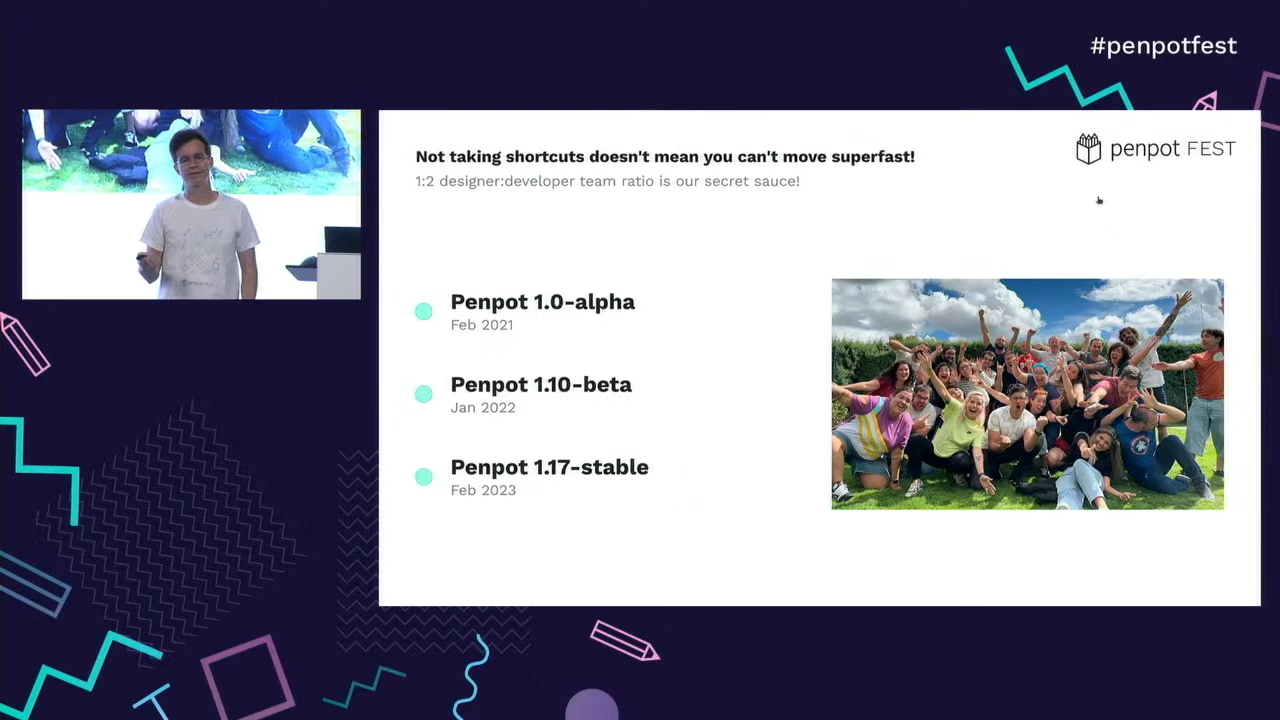 #penpotfest
Not taking shortcuts doesn't mean you can't move superfast!
1:2 designer:developer team ratio is our secret sauce!
penpot FEST
Penpot 1.0-alpha
Feb 2021
Penpot 1.10-beta
Jan 2022
Penpot 1.17-stable
Feb 2023